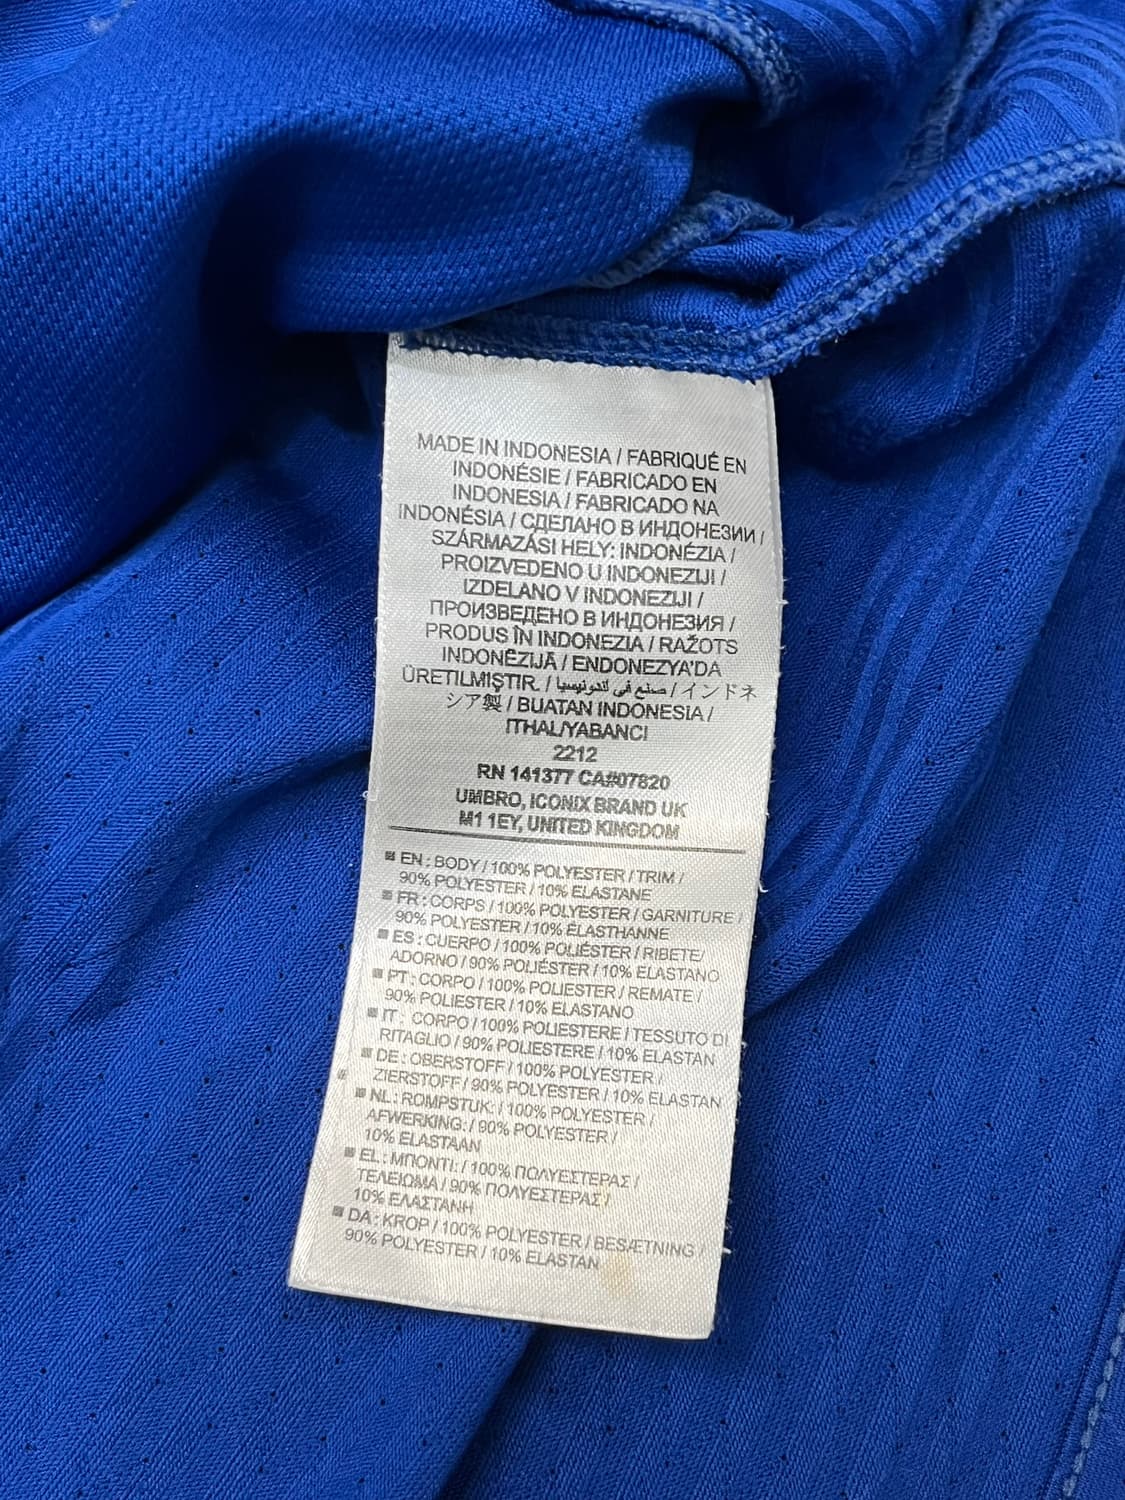 MADE IN INDONESIA / FABRIQUÉ EN
INDONÉSIE / FABRICADO EN
INDONESIA / FABRICADO NA
INDONÉSIA / СДЕЛАНО В ИНДОНЕЗИИ /
SZÁRMAZÁSI HELY: INDONÉZIA /
PROIZVEDENO U INDONEZIJI /
IZDELANO V INDONEZIJI /
ПРОИЗВЕДЕНО В ИНДОНЕЗИЯ /
PRODUS ÎN INDONEZIA / RAŽOTS
INDONĒZIJĀ / ENDONEZYA'DA
ÜRETILMIŞTIR. / صنع في اندونيسيا / インドネ
シア製 / BUATAN INDONESIA /
ITHAL/YABANCI
2212
RN 141377 CA#07820
UMBRO, ICONIX BRAND UK
M1 1EY, UNITED KINGDOM
EN : BODY / 100% POLYESTER / TRIM /
90% POLYESTER / 10% ELASTANE
FR : CORPS / 100% POLYESTER / GARNITURE /
90% POLYESTER / 10% ÉLASTHANNE
ES : CUERPO / 100% POLIÉSTER / RIBETE/
ADORNO / 90% POLIÉSTER / 10% ELASTANO
PT : CORPO / 100% POLIESTER / REMATE /
90% POLIESTER / 10% ELASTANO
IT : CORPO / 100% POLIESTERE / TESSUTO DI
RITAGLIO / 90% POLIESTERE / 10% ELASTAN
DE : OBERSTOFF / 100% POLYESTER /
ZIERSTOFF / 90% POLYESTER / 10% ELASTAN
NL : ROMPSTUK: / 100% POLYESTER /
AFWERKING: / 90% POLYESTER /
10% ELASTAAN
EL : ΜΠΟΝΤΙ: / 100% ΠΟΛΥΕΣΤΕΡΑΣ /
ΤΕΛΕΙΩΜΑ / 90% ΠΟΛΥΕΣΤΕΡΑΣ /
10% ΕΛΑΣΤΑΝΗ
DA : KROP / 100% POLYESTER / BESÆTNING /
90% POLYESTER / 10% ELASTAN